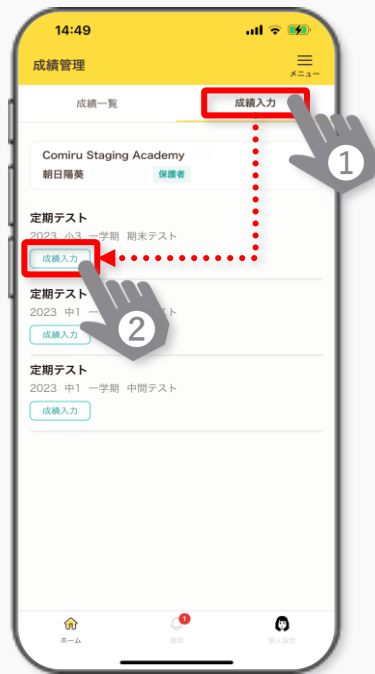 14:49
成績管理
メニュー
成績一覧
成績入力
1
Comiru Staging Academy
朝日陽葵
保護者
定期テスト
2023 小3 一学期 期末テスト
成績入力
定期テスト
2023 中1 一
スト
2
成績入力
定期テスト
2023 中1 一学期 中間テスト
成績入力
1
ホーム
通知
個人設定